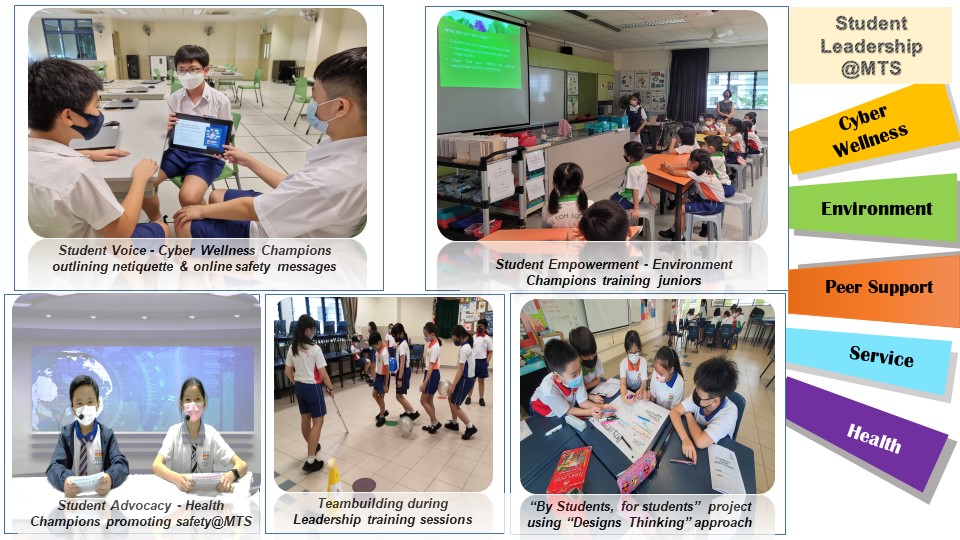 Student
Leadership
@MTS
Cyber
Wellness
Environment
Peer Support
Service
Health
Student Voice - Cyber Wellness Champions
outlining netiquette & online safety messages
Student Empowerment - Environment
Champions training juniors
Student Advocacy - Health
Champions promoting safety@MTS
Teambuilding during
Leadership training sessions
“By Students, for students” project
using “Designs Thinking” approach